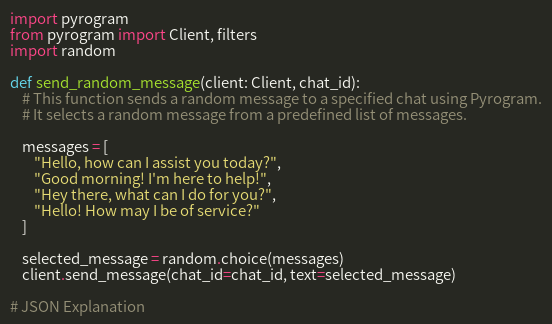 import pyrogram
from pyrogram import Client, filters
import random

def send_random_message(client: Client, chat_id):
    # This function sends a random message to a specified chat using Pyrogram.
    # It selects a random message from a predefined list of messages.

    messages = [
        "Hello, how can I assist you today?",
        "Good morning! I'm here to help!",
        "Hey there, what can I do for you?",
        "Hello! How may I be of service?"
    ]

    selected_message = random.choice(messages)
    client.send_message(chat_id=chat_id, text=selected_message)

# JSON Explanation